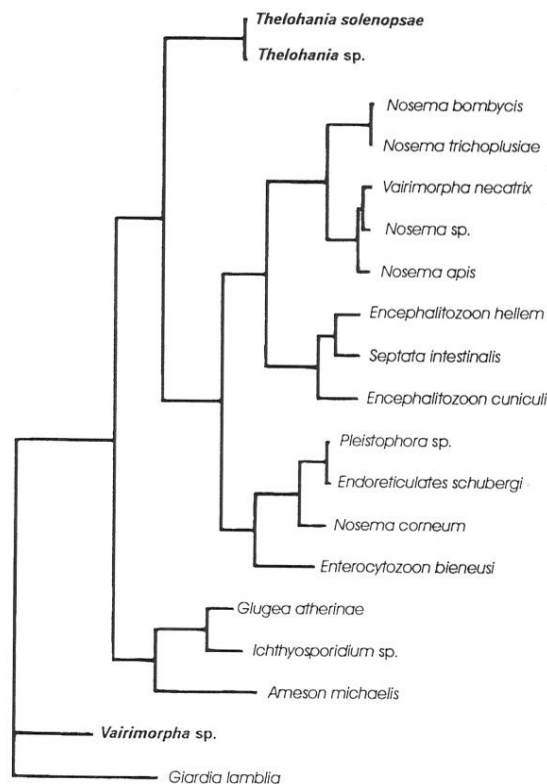 Thelohania solenopsae
Thelohania sp.
Nosema bombycis
Nosema trichoplusiae
Vairimorpha necatrix
Nosema sp.
Nosema apis
Encephalitozoon hellem
Septata intestinalis
Encephalitozoon cuniculi
Pleistophora sp.
Endoreticulates schubergi
Nosema corneum
Enterocytozoon bieneusi
Glugea atherinae
Ichthyosporidium sp.
Ameson michaelis
Vairimorpha sp.
Giardia lamblia